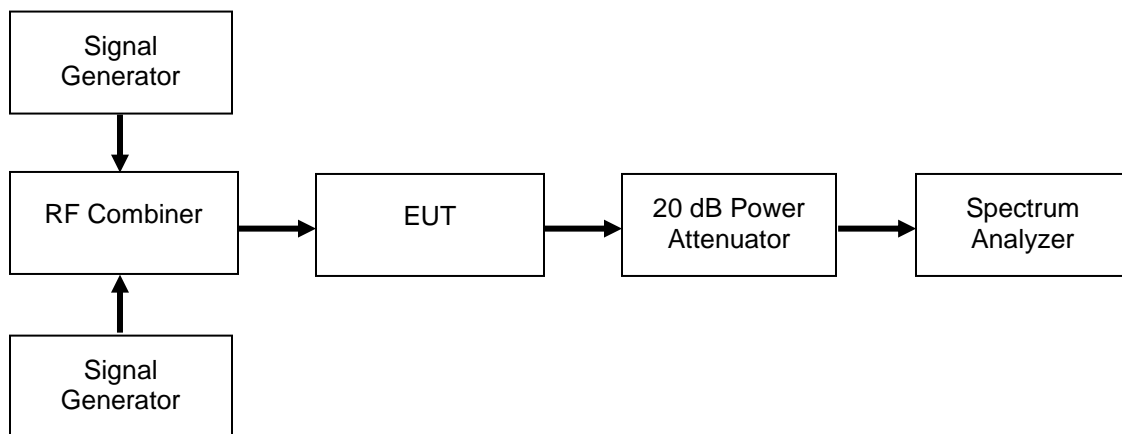 Signal
Generator
RF Combiner
EUT
20 dB Power
Attenuator
Spectrum
Analyzer
Signal
Generator